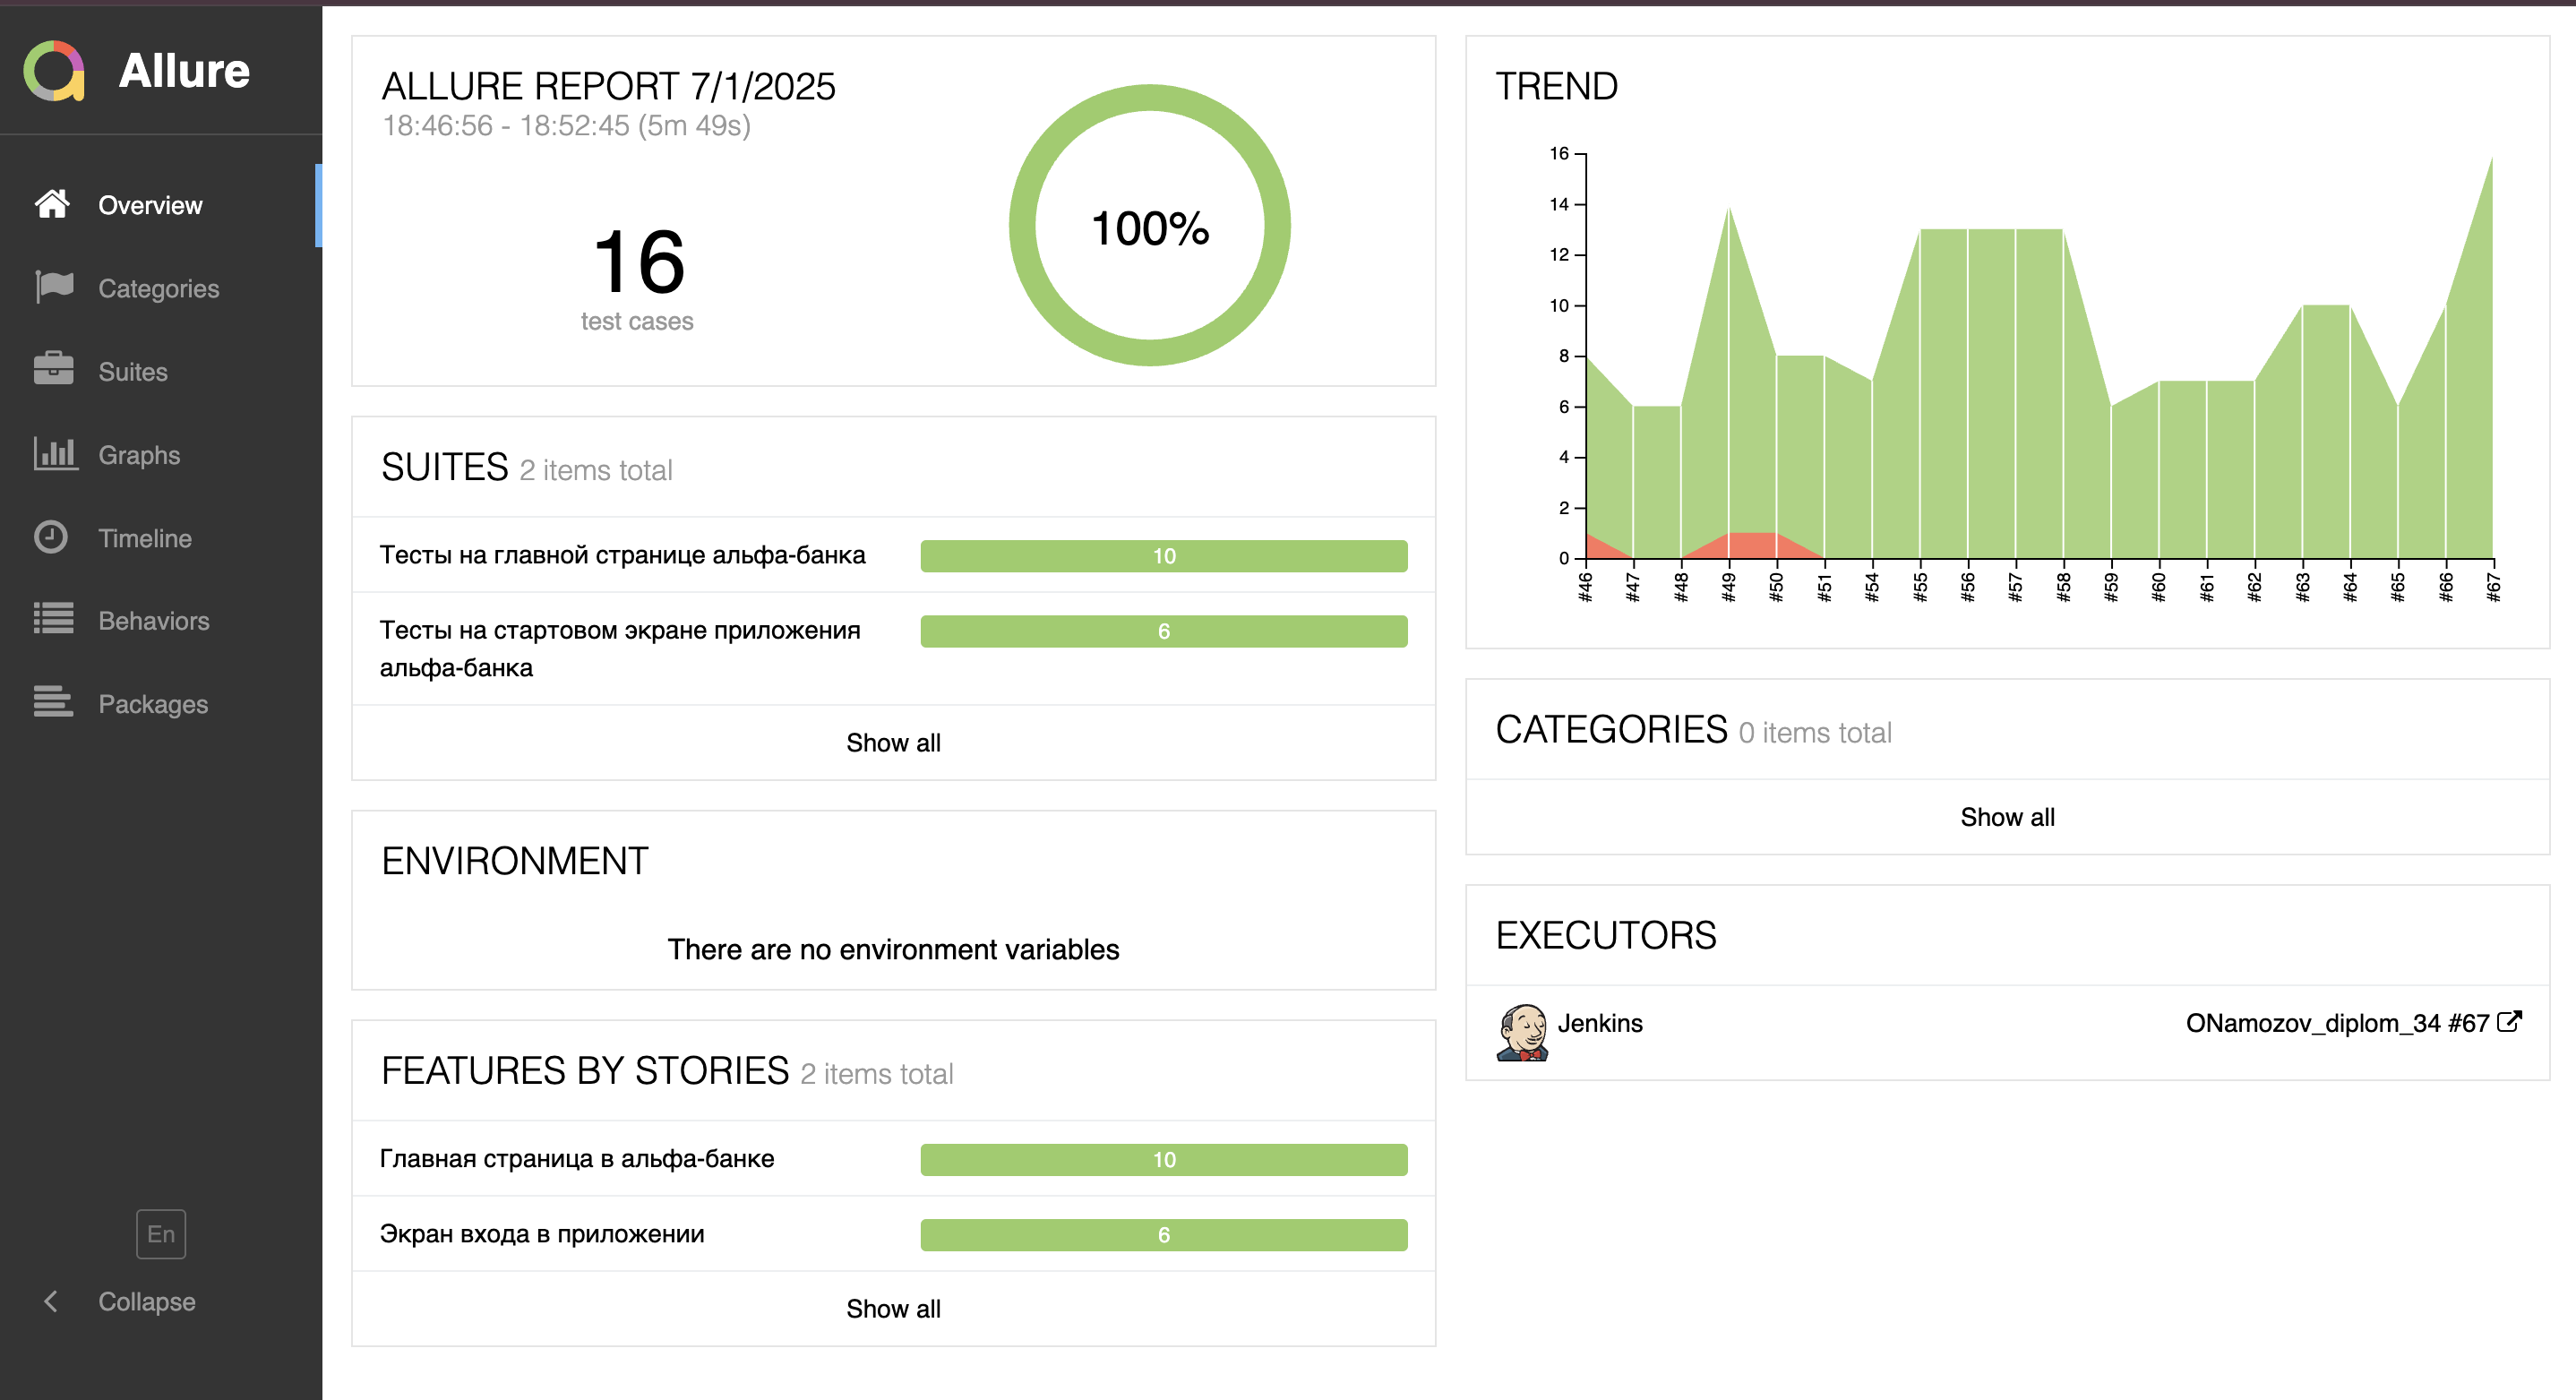 Allure
Overview
Categories
Suites
Graphs
Timeline
Behaviors
Packages
En
Collapse
ALLURE REPORT 7/1/2025
18:46:56 - 18:52:45 (5m 49s)
16
test cases
100%
SUITES 2 items total
Тесты на главной странице альфа-банка 10
Тесты на стартовом экране приложения 6
альфа-банка
Show all
ENVIRONMENT
There are no environment variables
FEATURES BY STORIES 2 items total
Главная страница в альфа-банке 10
Экран входа в приложении 6
Show all
TREND
16
14
12
10
8
6
4
2
0
#46 #47 #48 #49 #50 #51 #54 #55 #56 #57 #58 #59 #60 #61 #62 #63 #64 #65 #66 #67
CATEGORIES 0 items total
Show all
EXECUTORS
Jenkins ONamozov_diplom_34 #67